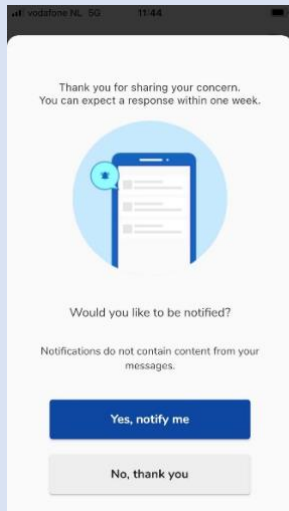 vodafone NL 5G 11:44
Thank you for sharing your concern.
You can expect a response within one week.
Would you like to be notified?
Notifications do not contain content from your
messages.
Yes, notify me
No, thank you